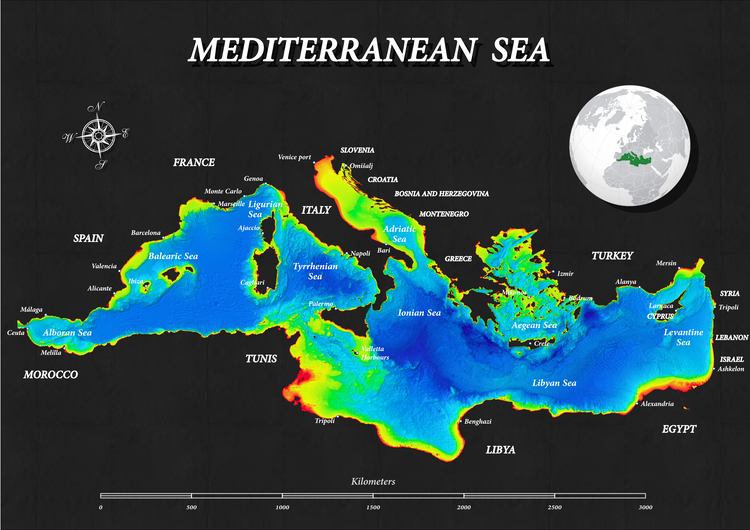 MEDITERRANEAN SEA
N
W
E
S
SLOVENIA
Venice port
Omišalj
FRANCE
CROATIA
Genoa
Monte Carlo
BOSNIA AND HERZEGOVINA
Marseille
Ligurian
Sea
ITALY
MONTENEGRO
Ajaccio
Adriatic
Sea
Barcelona
SPAIN
Bari
Napoli
Balearic Sea
GREECE
TURKEY
Valencia
Tyrrhenian
Sea
Mersin
Izmir
Ibiza
Cagliari
Alanya
Alicante
SYRIA
Bodrum
Palermo
Larnaca
Tripoli
Málaga
Ionian Sea
CYPRUS
Ceuta
Alboran Sea
Aegean Sea
Levantine
Sea
LEBANON
Crete
Melilla
Valletta
Harbours
TUNIS
ISRAEL
Ashkelon
MOROCCO
Libyan Sea
Alexandria
Tripoli
Benghazi
EGYPT
LIBYA
Kilometers
0
500
1000
1500
2000
2500
3000